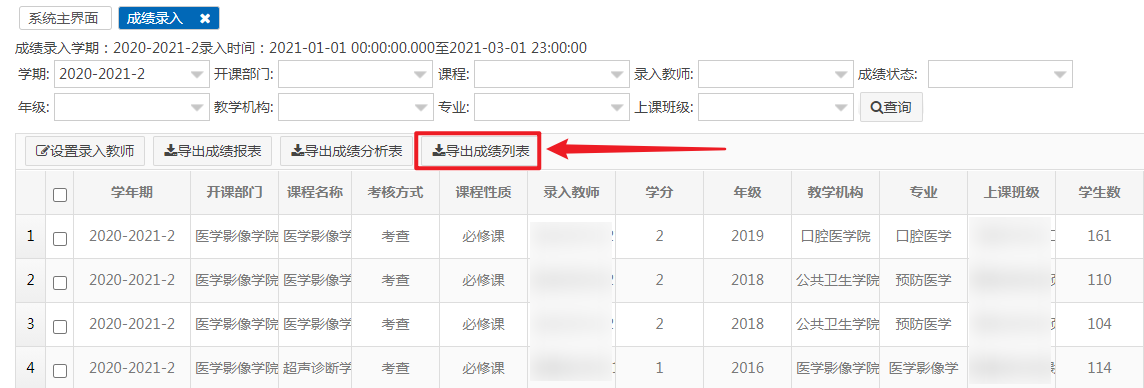 系统主界面 成绩录入 ✖
成绩录入学期：2020-2021-2录入时间：2021-01-01 00:00:00.000至2021-03-01 23:00:00
学期: 2020-2021-2 开课部门: 课程: 录入教师: 成绩状态:
年级: 教学机构: 专业: 上课班级: 查询
设置录入教师 导出成绩报表 导出成绩分析表 导出成绩列表
学年期 开课部门 课程名称 考核方式 课程性质 录入教师 学分 年级 教学机构 专业 上课班级 学生数
1 2020-2021-2 医学影像学院 医学影像学 考查 必修课 2 2019 口腔医学院 口腔医学 161
2 2020-2021-2 医学影像学院 医学影像学 考查 必修课 2 2018 公共卫生学院 预防医学 110
3 2020-2021-2 医学影像学院 医学影像学 考查 必修课 2 2018 公共卫生学院 预防医学 104
4 2020-2021-2 医学影像学院 超声诊断学 考查 必修课 1 2016 医学影像学院 医学影像学 114